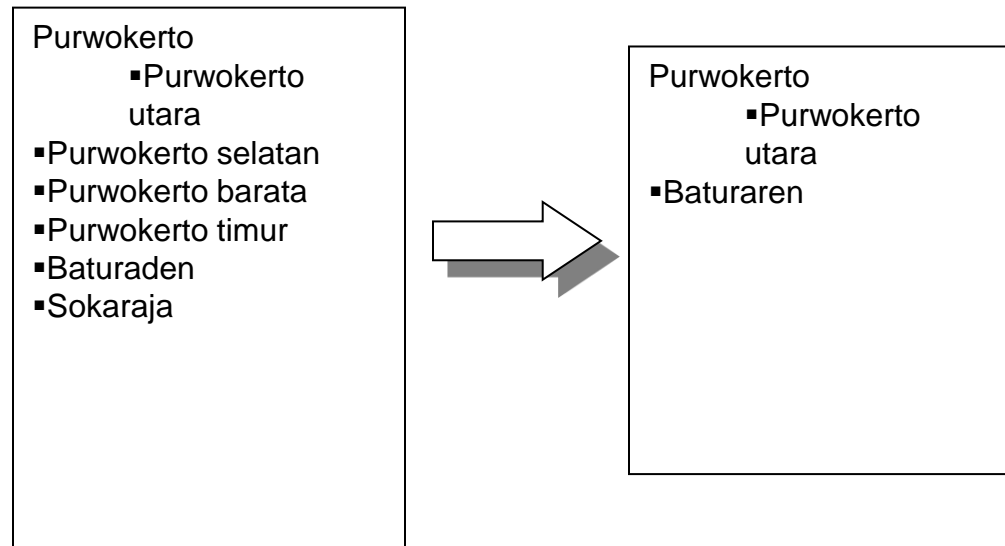 Purwokerto
▪Purwokerto
utara
▪Purwokerto selatan
▪Purwokerto barata
▪Purwokerto timur
▪Baturaden
▪Sokaraja
Purwokerto
▪Purwokerto
utara
▪Baturaren